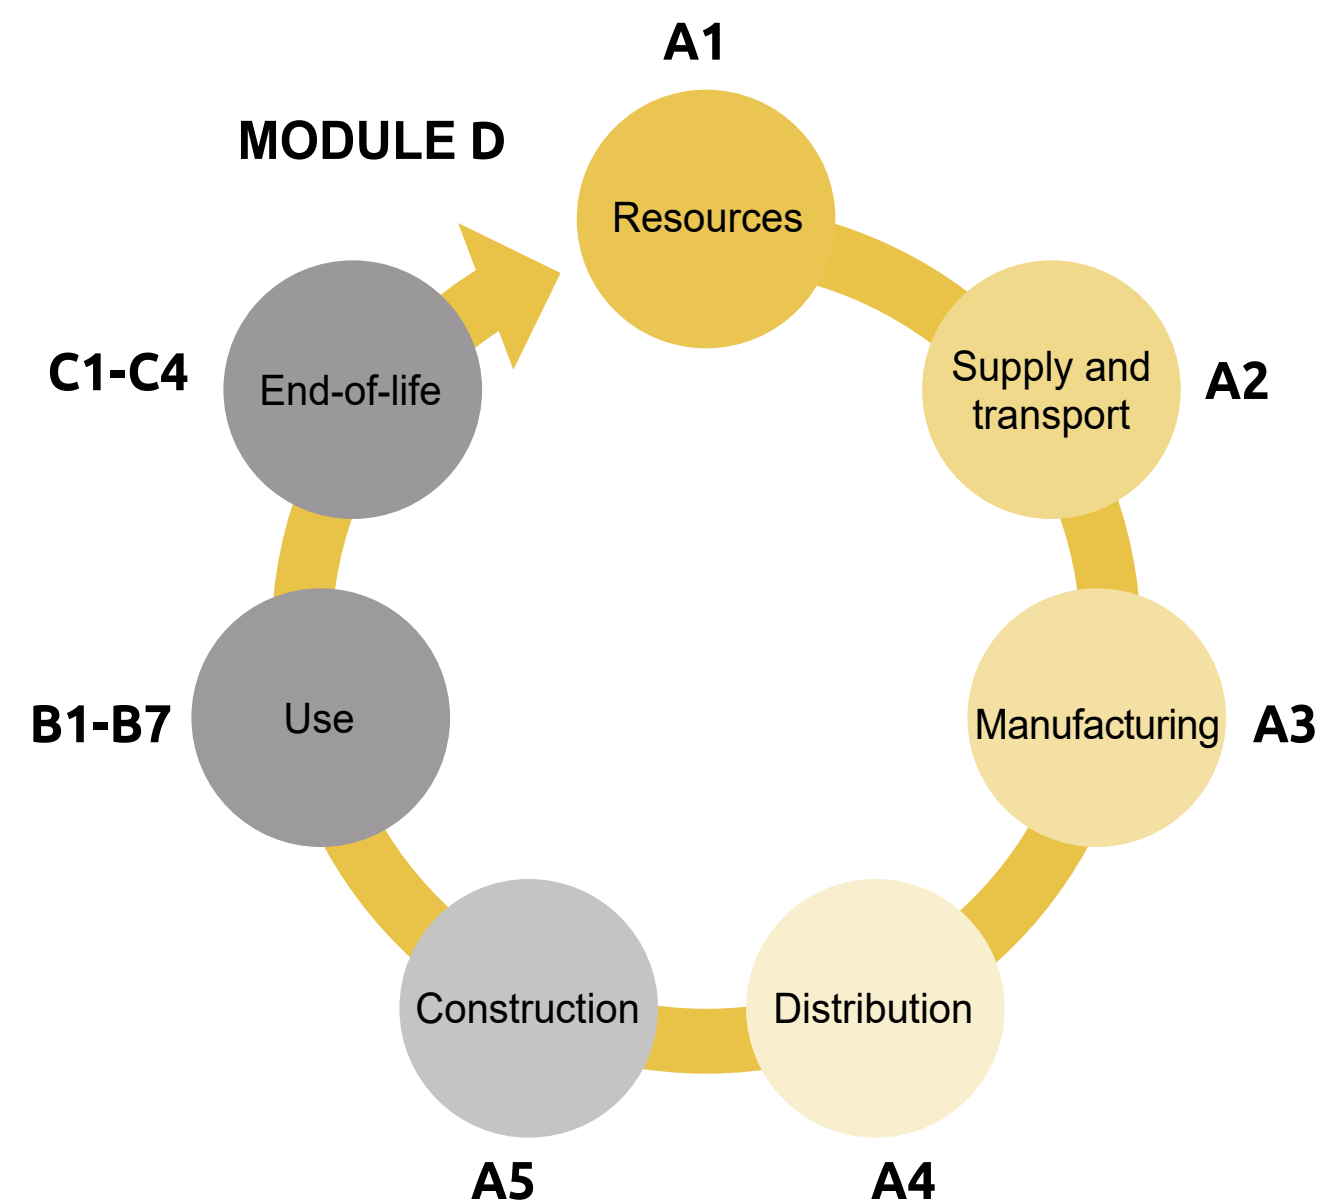 A1
MODULE D
Resources
Supply and
transport
A2
Manufacturing
A3
Distribution
A4
Construction
A5
Use
B1-B7
End-of-life
C1-C4